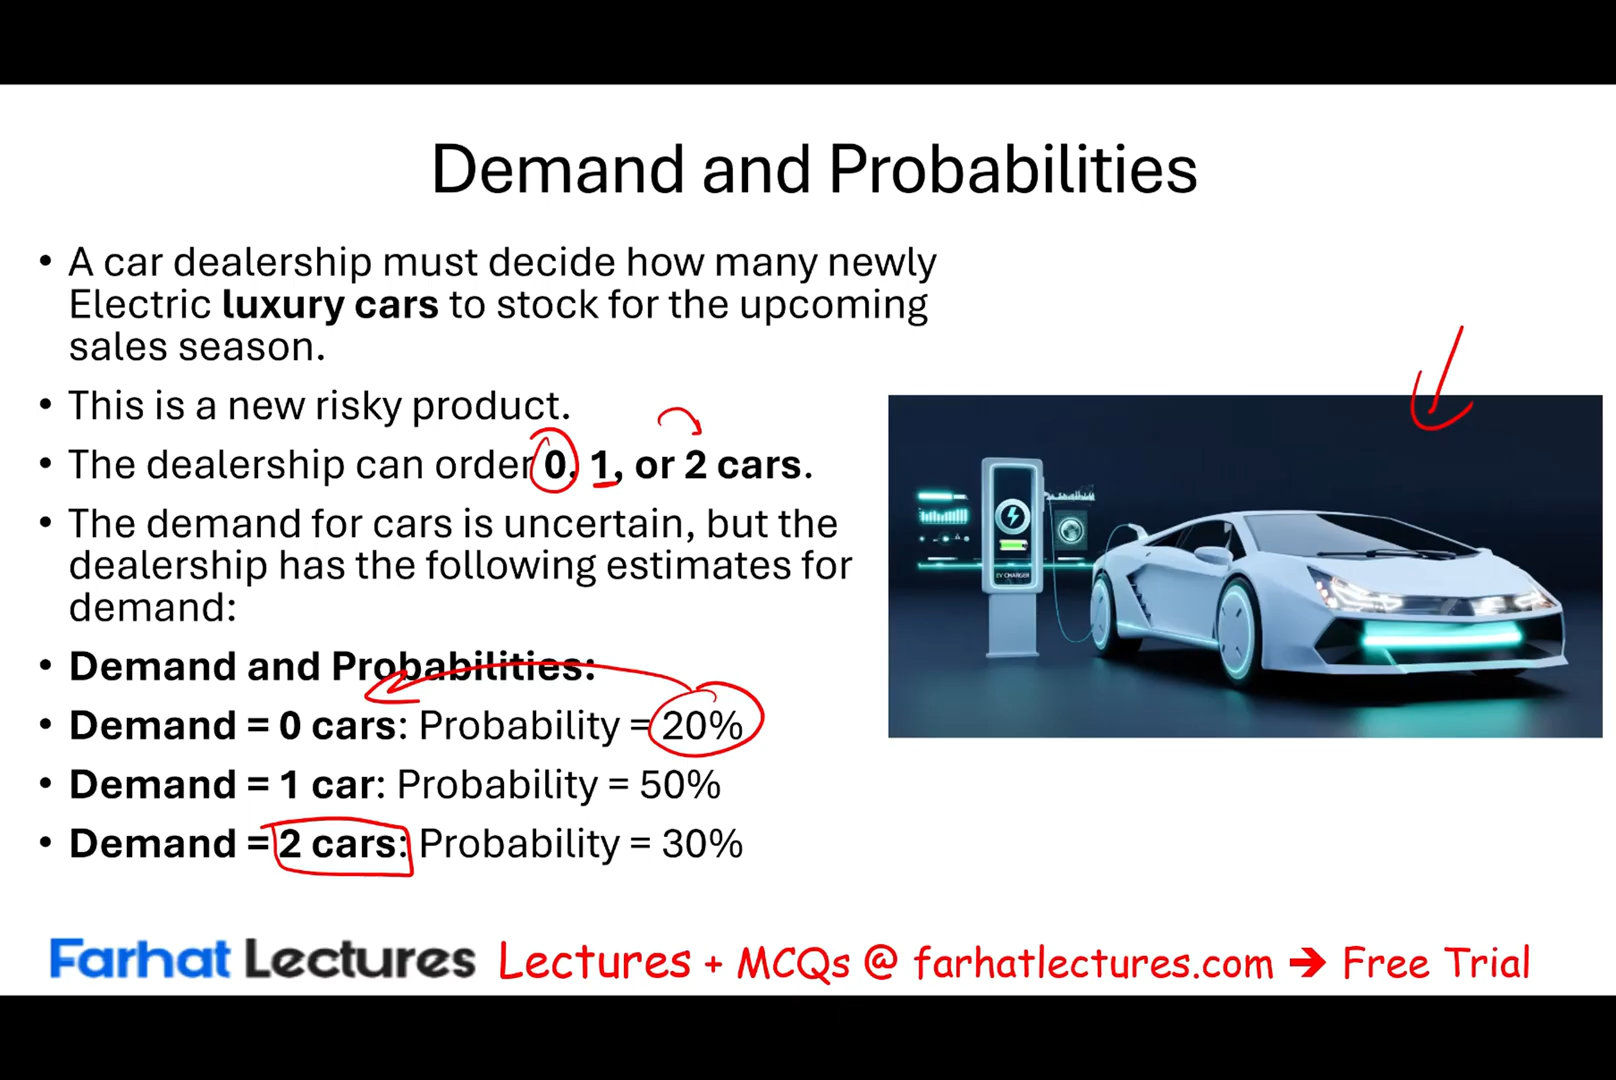 Demand and Probabilities
• A car dealership must decide how many newly
Electric luxury cars to stock for the upcoming
sales season.
• This is a new risky product.
• The dealership can order 0, 1, or 2 cars.
• The demand for cars is uncertain, but the
dealership has the following estimates for
demand:
• Demand and Probabilities:
• Demand = 0 cars: Probability = 20%
• Demand = 1 car: Probability = 50%
• Demand = 2 cars: Probability = 30%
EV CHARGER
Farhat Lectures Lectures + MCQs @ farhatlectures.com ➔ Free Trial